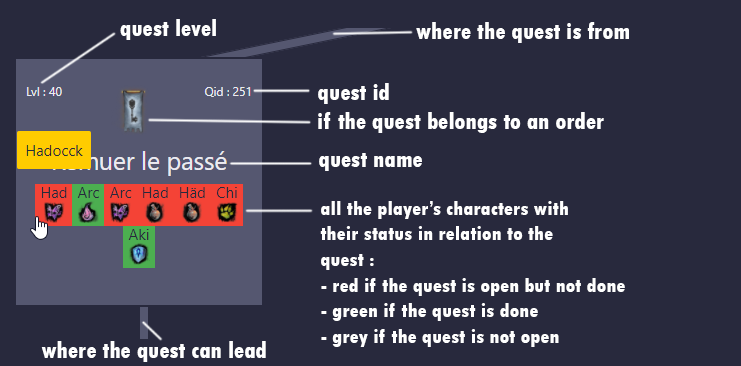 quest level
where the quest is from
Lvl : 40
Qid : 251
quest id
if the quest belongs to an order
Hadocck
muer le passé
quest name
Had Arc Arc Had Häd Chi
Aki
all the player's characters with
their status in relation to the
quest :
- red if the quest is open but not done
- green if the quest is done
- grey if the quest is not open
where the quest can lead